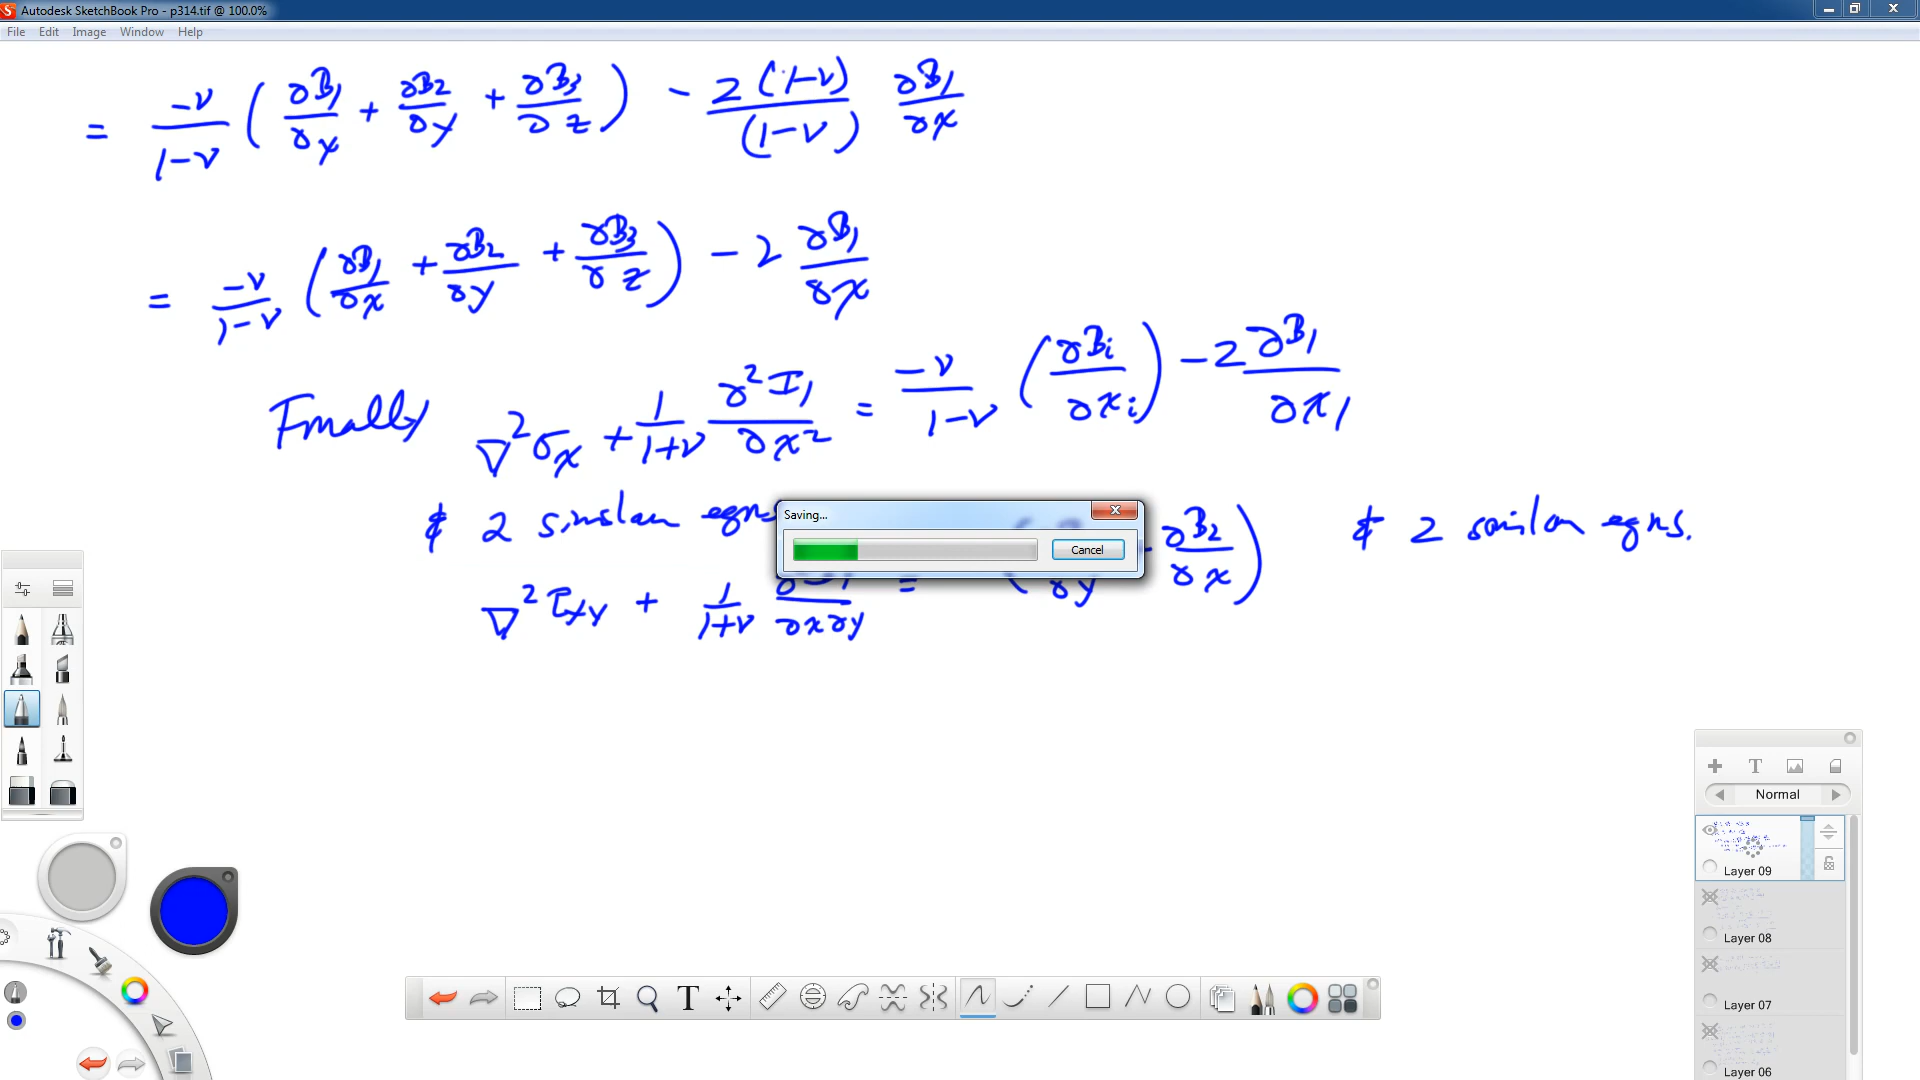 Autodesk SketchBook Pro - p314.tif @ 100.0%
File Edit Image Window Help
= -ν/(1-ν) (∂B₁/∂x + ∂B₂/∂y + ∂B₃/∂z) - 2(1-ν)/(1-ν) ∂B₁/∂x
= -ν/(1-ν) (∂B₁/∂x + ∂B₂/∂y + ∂B₃/∂z) - 2 ∂B₁/∂x
Finally ∇²σₓ + 1/(1+ν) ∂²I₁/∂x² = -ν/(1-ν) (∂Bᵢ/∂xᵢ) - 2 ∂B₁/∂x₁
& 2 similar eqns
Saving...
Cancel
∇²τxy + 1/(1+ν) ∂²I₁/∂x∂y = ( /∂y ∂B₂/∂x) & 2 similar eqns.
T
Normal
Layer 09
Layer 08
Layer 07
Layer 06
T